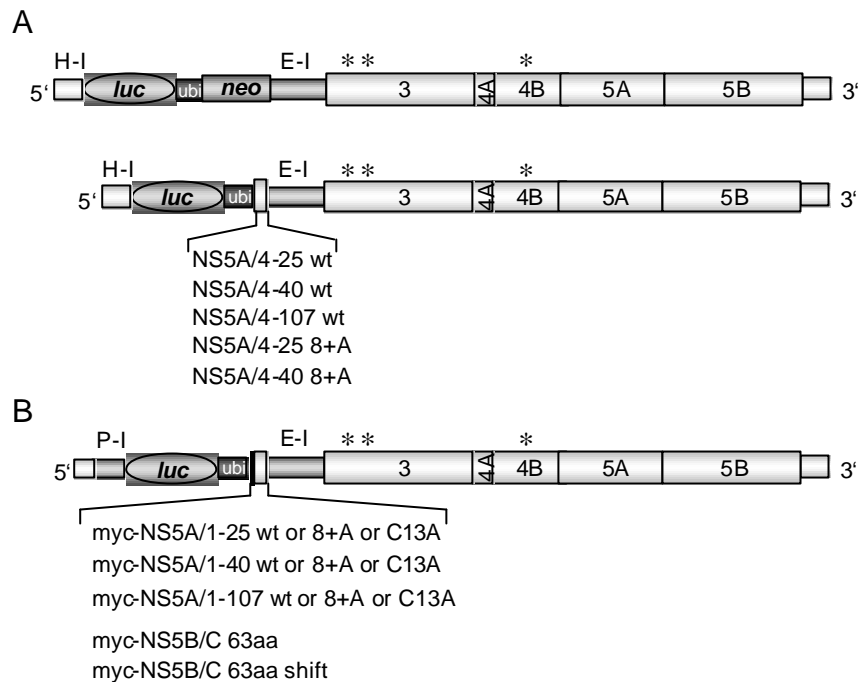 A
H-I E-I * * *
5‘ luc ubi neo 3 4A 4B 5A 5B 3‘
H-I E-I * * *
5‘ luc ubi 3 4A 4B 5A 5B 3‘
NS5A/4-25 wt
NS5A/4-40 wt
NS5A/4-107 wt
NS5A/4-25 8+A
NS5A/4-40 8+A
B
P-I E-I * * *
5‘ luc ubi 3 4A 4B 5A 5B 3‘
myc-NS5A/1-25 wt or 8+A or C13A
myc-NS5A/1-40 wt or 8+A or C13A
myc-NS5A/1-107 wt or 8+A or C13A
myc-NS5B/C 63aa
myc-NS5B/C 63aa shift